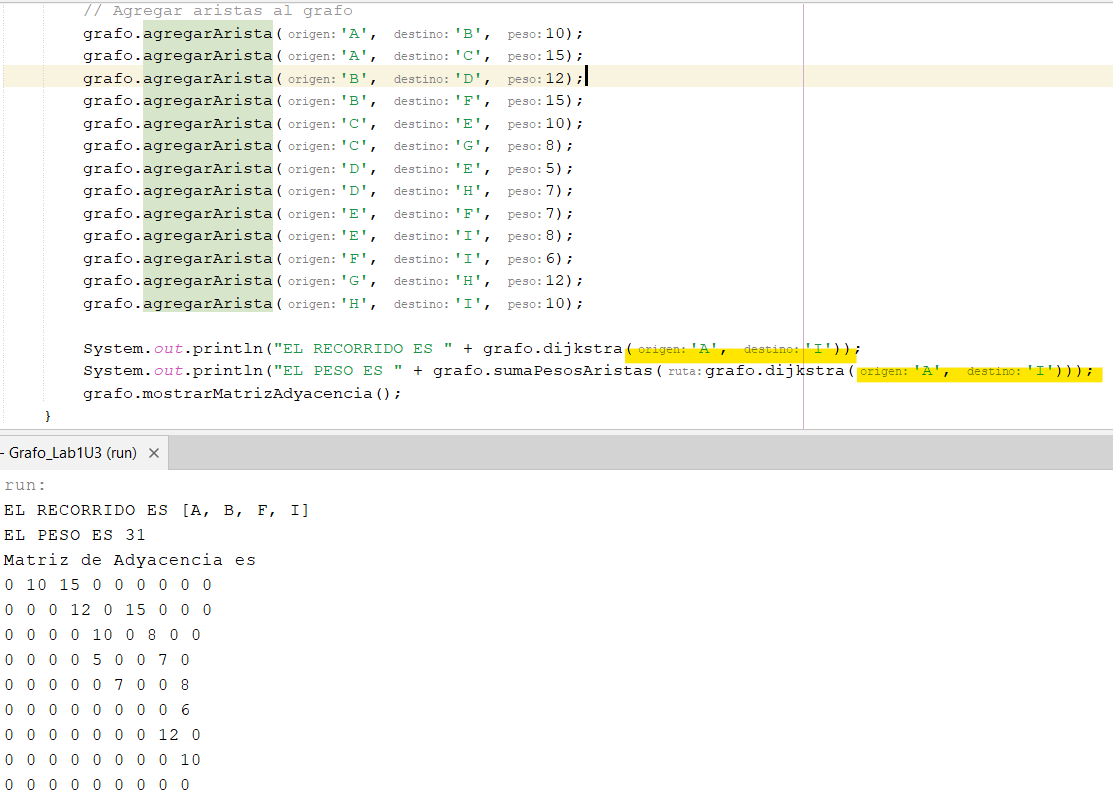 // Agregar aristas al grafo
grafo.agregarArista(origen: 'A', destino: 'B', peso: 10);
grafo.agregarArista(origen: 'A', destino: 'C', peso: 15);
grafo.agregarArista(origen: 'B', destino: 'D', peso: 12);
grafo.agregarArista(origen: 'B', destino: 'F', peso: 15);
grafo.agregarArista(origen: 'C', destino: 'E', peso: 10);
grafo.agregarArista(origen: 'C', destino: 'G', peso: 8);
grafo.agregarArista(origen: 'D', destino: 'E', peso: 5);
grafo.agregarArista(origen: 'D', destino: 'H', peso: 7);
grafo.agregarArista(origen: 'E', destino: 'F', peso: 7);
grafo.agregarArista(origen: 'E', destino: 'I', peso: 8);
grafo.agregarArista(origen: 'F', destino: 'I', peso: 6);
grafo.agregarArista(origen: 'G', destino: 'H', peso: 12);
grafo.agregarArista(origen: 'H', destino: 'I', peso: 10);
System.out.println("EL RECORRIDO ES " + grafo.dijkstra(origen: 'A', destino: 'I'));
System.out.println("EL PESO ES " + grafo.sumaPesosAristas(ruta: grafo.dijkstra(origen: 'A', destino: 'I')));
grafo.mostrarMatrizAdyacencia();
}
- Grafo_Lab1U3 (run) ×
run:
EL RECORRIDO ES [A, B, F, I]
EL PESO ES 31
Matriz de Adyacencia es
0 10 15 0 0 0 0 0 0
0 0 0 12 0 15 0 0 0
0 0 0 0 10 0 8 0 0
0 0 0 0 5 0 0 7 0
0 0 0 0 0 7 0 0 8
0 0 0 0 0 0 0 0 6
0 0 0 0 0 0 0 12 0
0 0 0 0 0 0 0 0 10
0 0 0 0 0 0 0 0 0